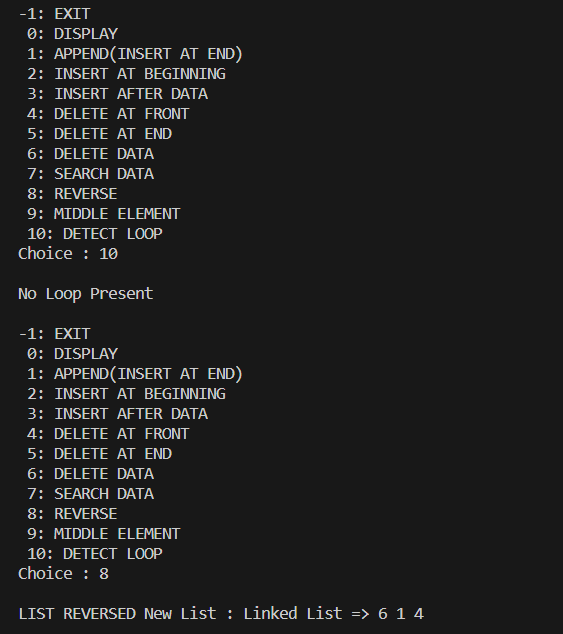 -1: EXIT
0: DISPLAY
1: APPEND(INSERT AT END)
2: INSERT AT BEGINNING
3: INSERT AFTER DATA
4: DELETE AT FRONT
5: DELETE AT END
6: DELETE DATA
7: SEARCH DATA
8: REVERSE
9: MIDDLE ELEMENT
10: DETECT LOOP
Choice : 10
No Loop Present
-1: EXIT
0: DISPLAY
1: APPEND(INSERT AT END)
2: INSERT AT BEGINNING
3: INSERT AFTER DATA
4: DELETE AT FRONT
5: DELETE AT END
6: DELETE DATA
7: SEARCH DATA
8: REVERSE
9: MIDDLE ELEMENT
10: DETECT LOOP
Choice : 8
LIST REVERSED New List : Linked List => 6 1 4